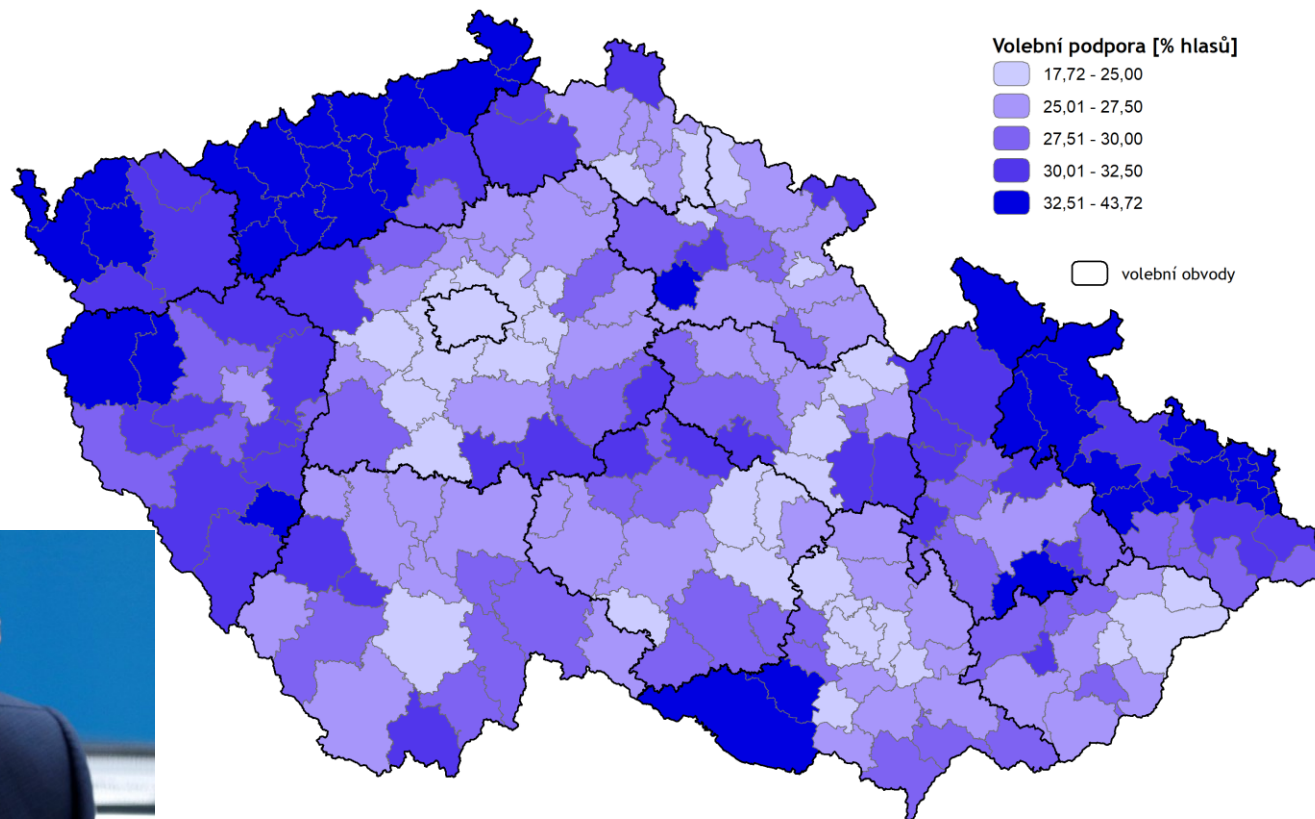 Volební podpora [% hlasů]
17,72 - 25,00
25,01 - 27,50
27,51 - 30,00
30,01 - 32,50
32,51 - 43,72
volební obvody